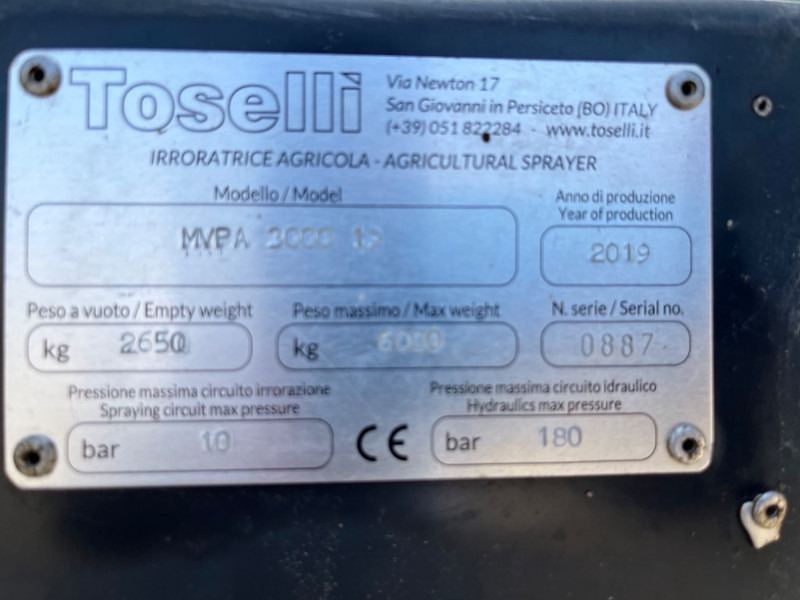 Toselli
Via Newton 17
San Giovanni in Persiceto (BO) ITALY
(+39) 051 822284 - www.toselli.it
IRRORATRICE AGRICOLA - AGRICULTURAL SPRAYER
Modello / Model
MVPA 3000
Anno di produzione
Year of production
2019
Peso a vuoto / Empty weight
kg 2650
Peso massimo / Max weight
kg
N. serie / Serial no.
0887
Pressione massima circuito irrorazione
Spraying circuit max pressure
bar 10
CE
Pressione massima circuito idraulico
Hydraulics max pressure
bar 180